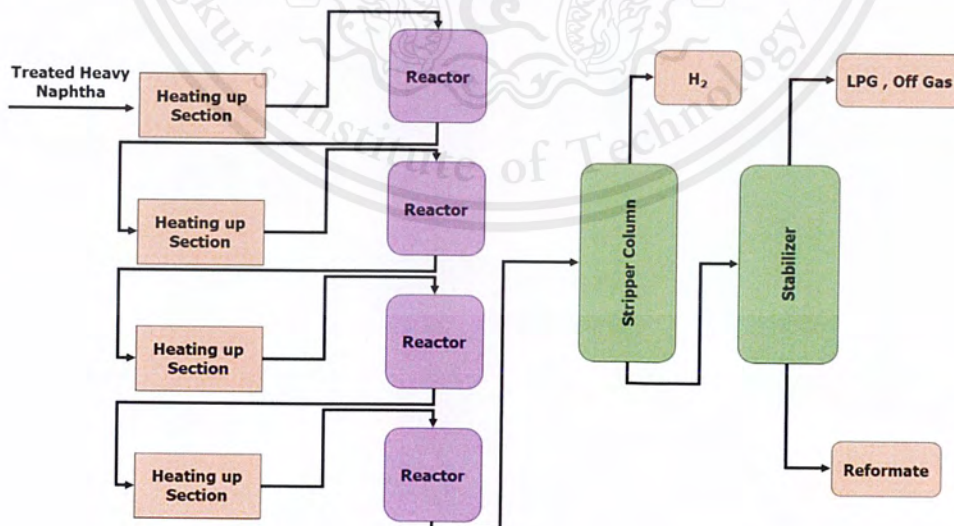 kut's Institute of Technology
Treated Heavy
Naphtha
Heating up
Section
Reactor
H₂
LPG , Off Gas
Heating up
Section
Reactor
Stripper Column
Stabilizer
Heating up
Section
Reactor
Heating up
Section
Reactor
Reformate